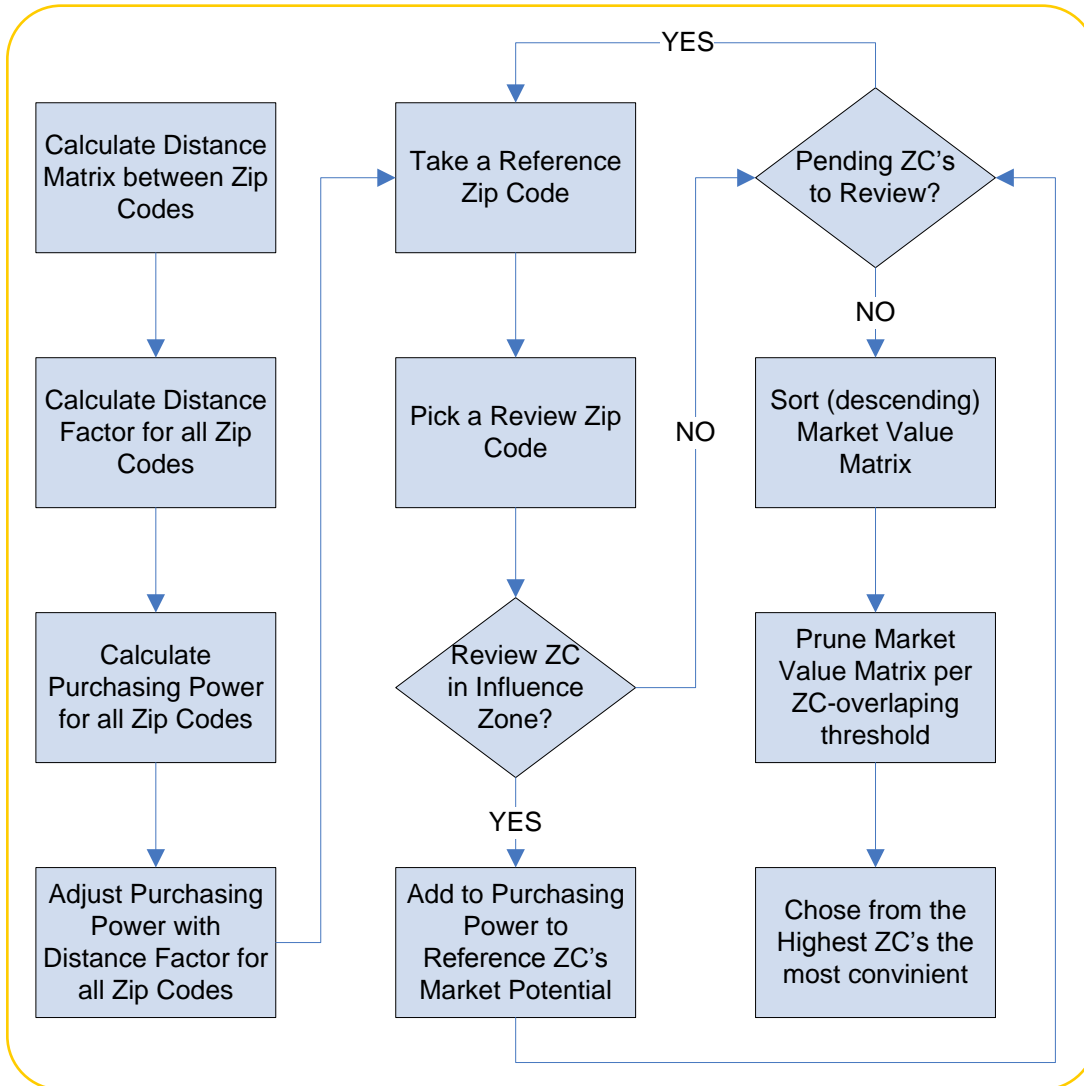 Calculate Distance
Matrix between Zip
Codes
Calculate Distance
Factor for all Zip
Codes
Calculate
Purchasing Power
for all Zip Codes
Adjust Purchasing
Power with
Distance Factor for
all Zip Codes
Take a Reference
Zip Code
Pick a Review Zip
Code
Review ZC
in Influence
Zone?
YES
Add to Purchasing
Power to
Reference ZC's
Market Potential
NO
YES
Pending ZC's
to Review?
NO
Sort (descending)
Market Value
Matrix
Prune Market
Value Matrix per
ZC-overlaping
threshold
Chose from the
Highest ZC's the
most convinient